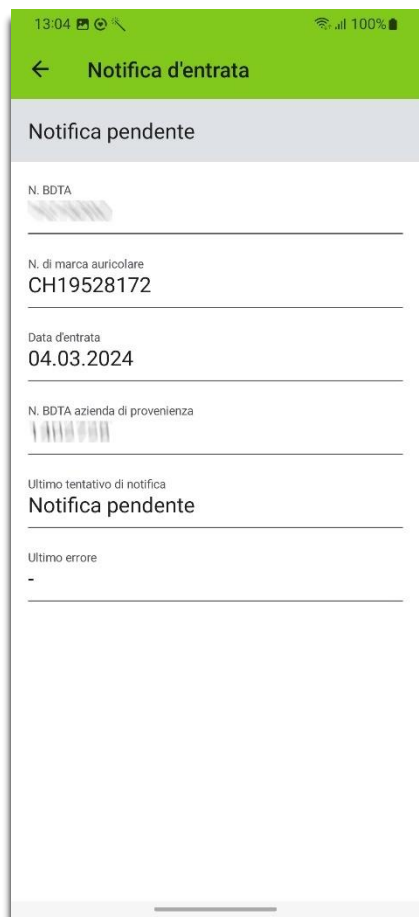 13:04 100%
Notifica d'entrata
Notifica pendente
N. BDTA
N. di marca auricolare
CH19528172
Data d'entrata
04.03.2024
N. BDTA azienda di provenienza
Ultimo tentativo di notifica
Notifica pendente
Ultimo errore
-